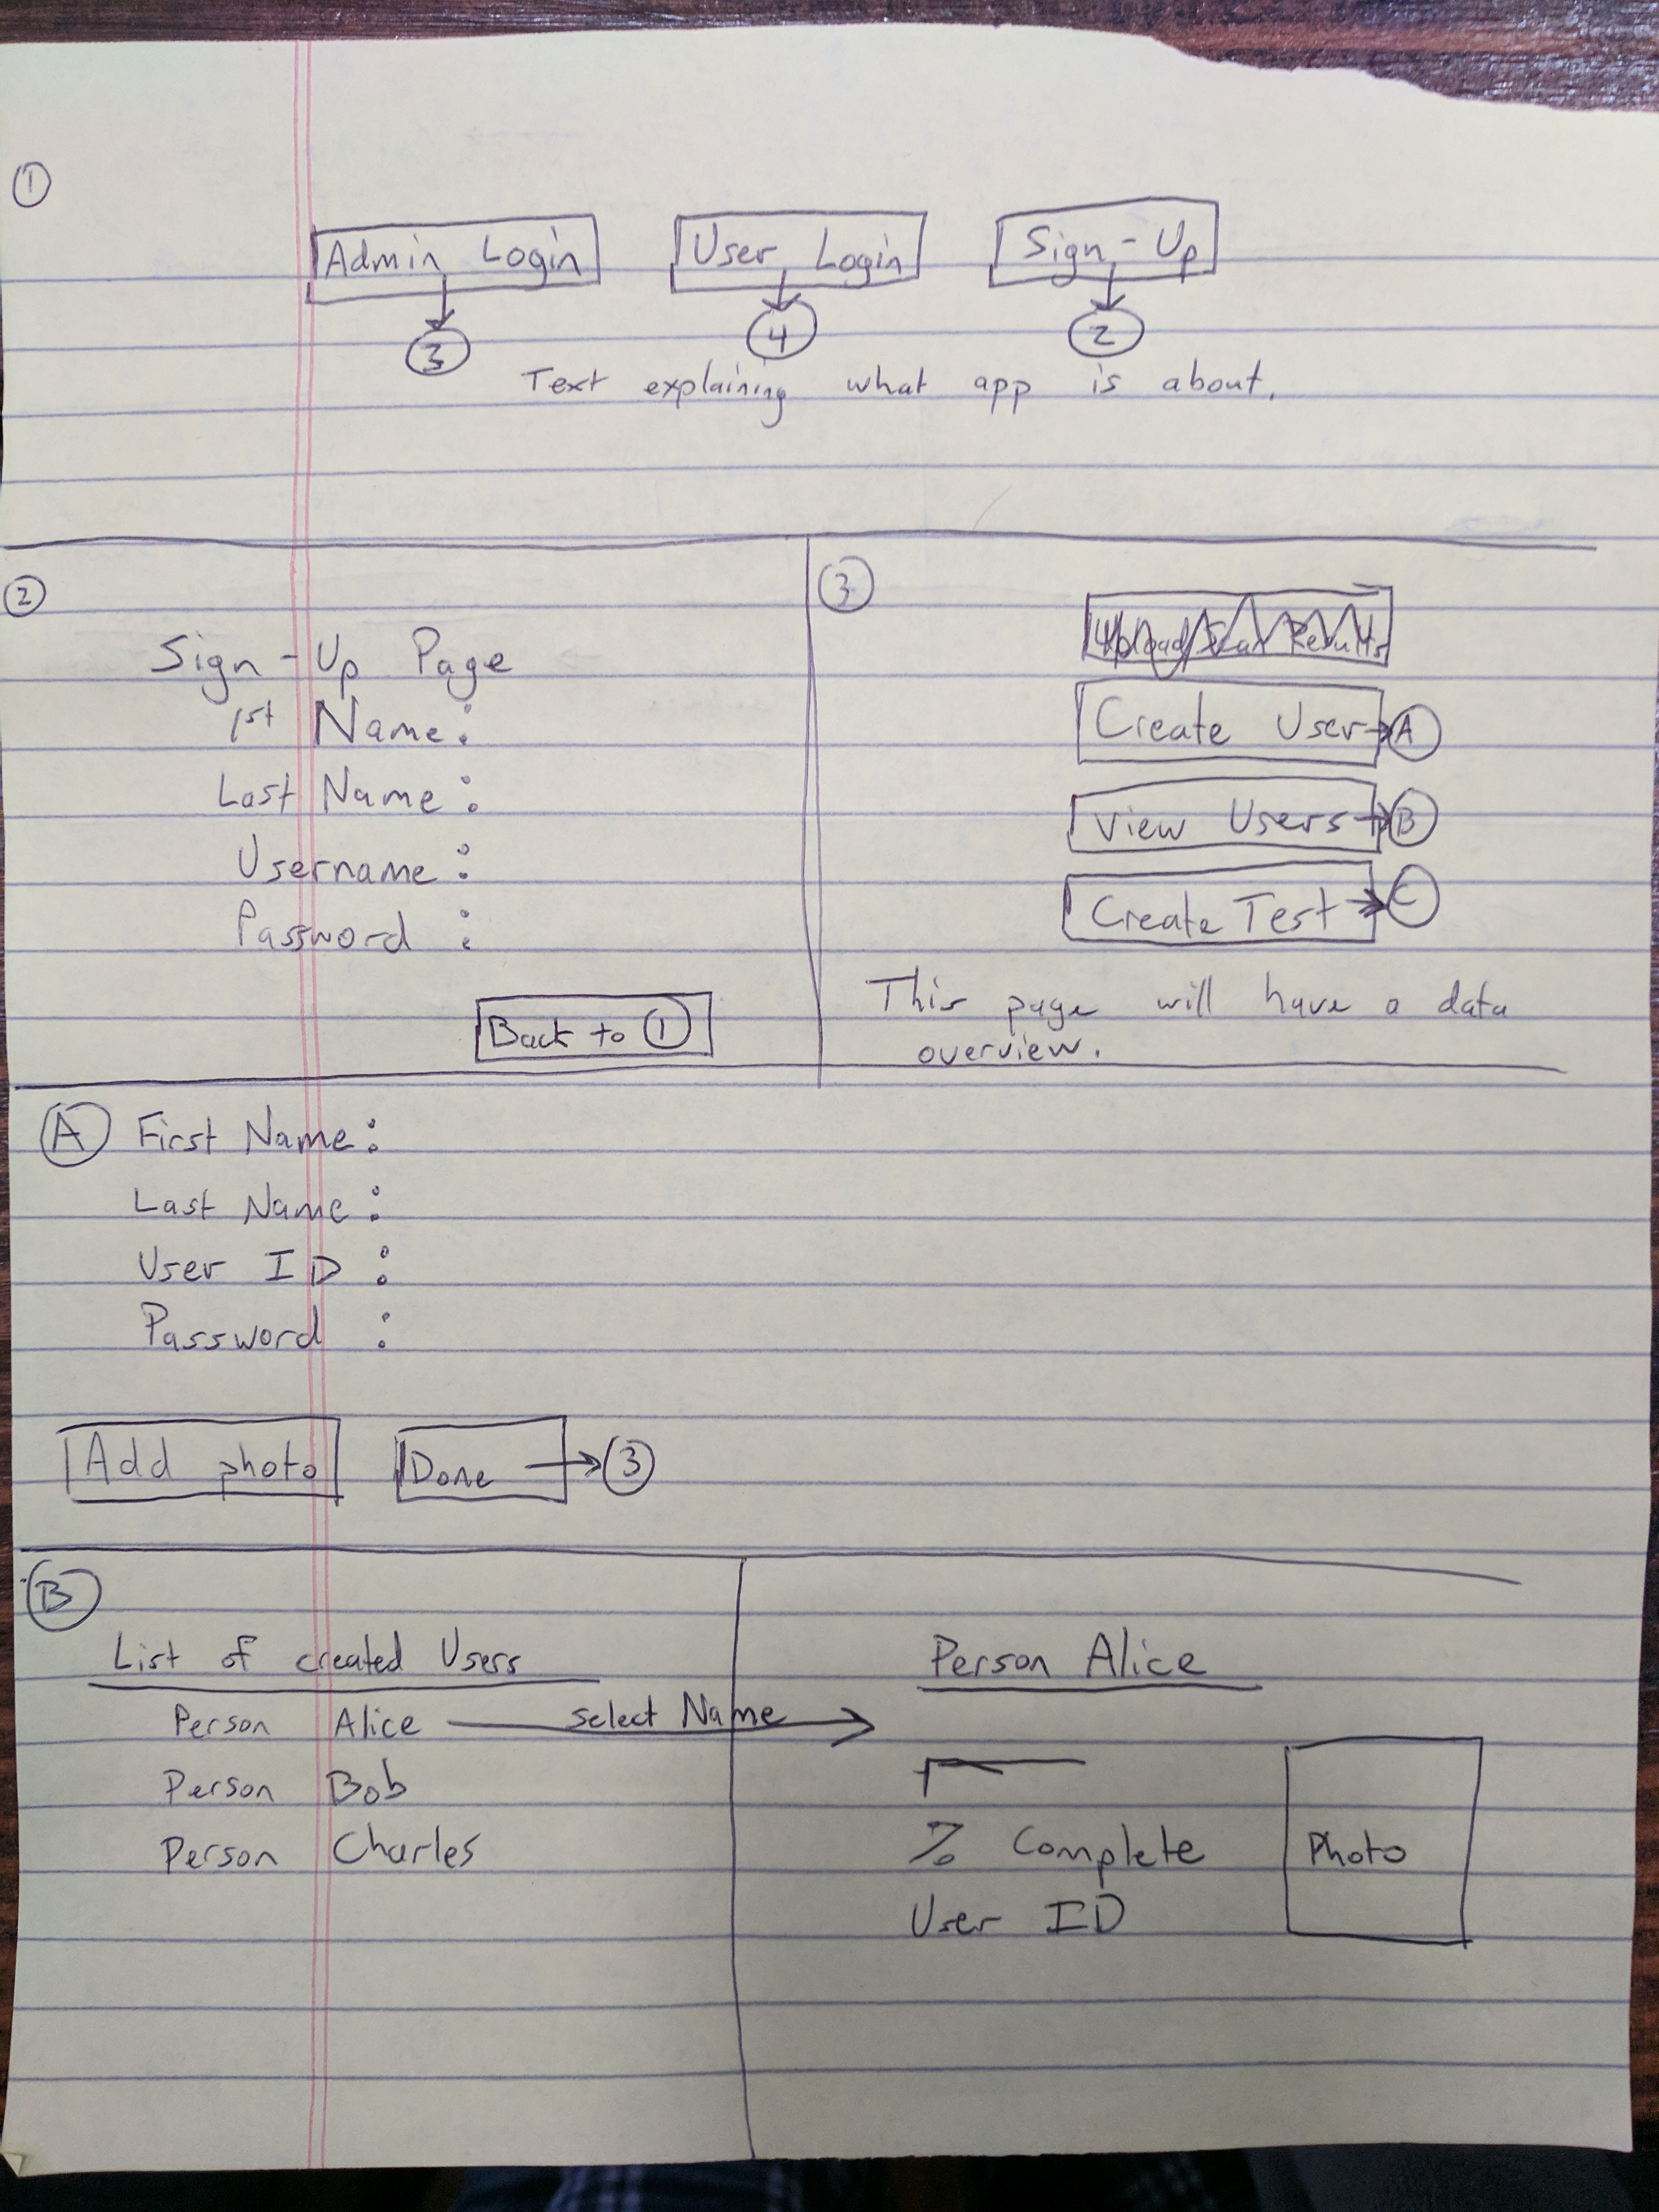 1
Admin Login
User Login
Sign-Up
3
4
2
Text explaining what app is about.
2
Sign-Up Page
1st Name:
Last Name:
Username:
Password :
Back to 1
3
Upload/Scan Results
Create User
A
View Users
B
Create Test
C
This page will have a data
overview.
A
First Name:
Last Name:
User ID :
Password :
Add photo
Done
3
B
List of created Users
Person Alice
select Name
Person Bob
Person Charles
Person Alice
% Complete
User ID
Photo